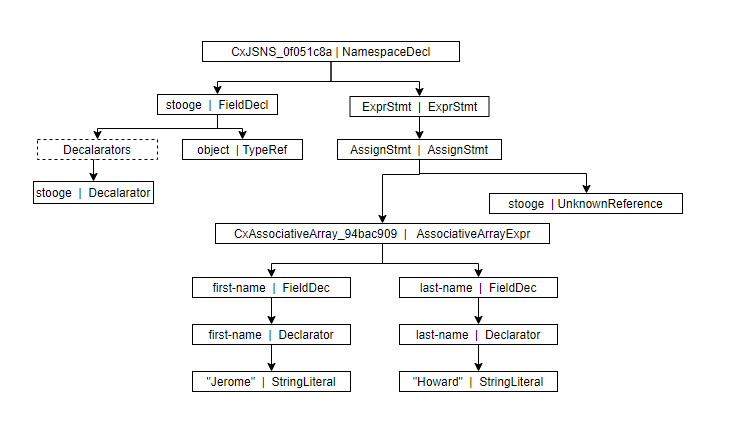 CxJSNS_0f051c8a | NamespaceDecl
stooge | FieldDecl
ExprStmt | ExprStmt
Decalarators
object | TypeRef
AssignStmt | AssignStmt
stooge | Decalarator
stooge | UnknownReference
CxAssociativeArray_94bac909 | AssociativeArrayExpr
first-name | FieldDec
last-name | FieldDec
first-name | Declarator
last-name | Declarator
"Jerome" | StringLiteral
"Howard" | StringLiteral